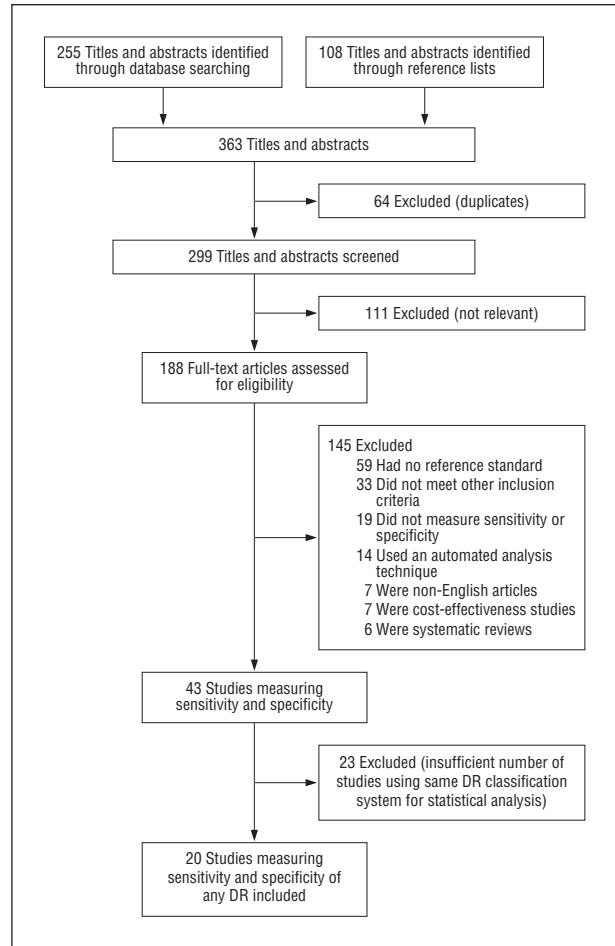 255 Titles and abstracts identified
through database searching
108 Titles and abstracts identified
through reference lists
363 Titles and abstracts
64 Excluded (duplicates)
299 Titles and abstracts screened
111 Excluded (not relevant)
188 Full-text articles assessed
for eligibility
145 Excluded
59 Had no reference standard
33 Did not meet other inclusion
criteria
19 Did not measure sensitivity or
specificity
14 Used an automated analysis
technique
7 Were non-English articles
7 Were cost-effectiveness studies
6 Were systematic reviews
43 Studies measuring
sensitivity and specificity
23 Excluded (insufficient number of
studies using same DR classification
system for statistical analysis)
20 Studies measuring
sensitivity and specificity of
any DR included